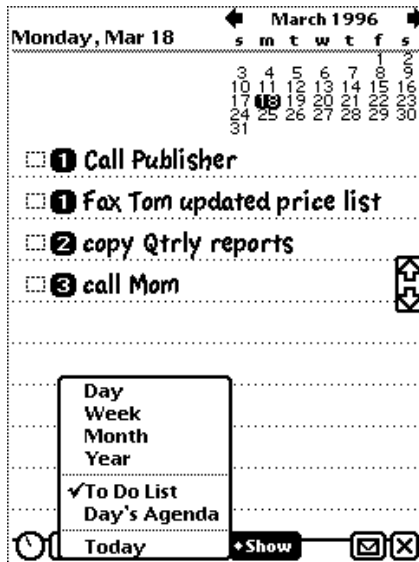 March 1996
Monday, Mar 18
s m t w t f s
1 2
3 4 5 6 7 8 9
10 11 12 13 14 15 16
17 18 19 20 21 22 23
24 25 26 27 28 29 30
31
1 Call Publisher
1 Fax Tom updated price list
2 copy Qtrly reports
3 call Mom
Day
Week
Month
Year
✓To Do List
Day's Agenda
Today
Show